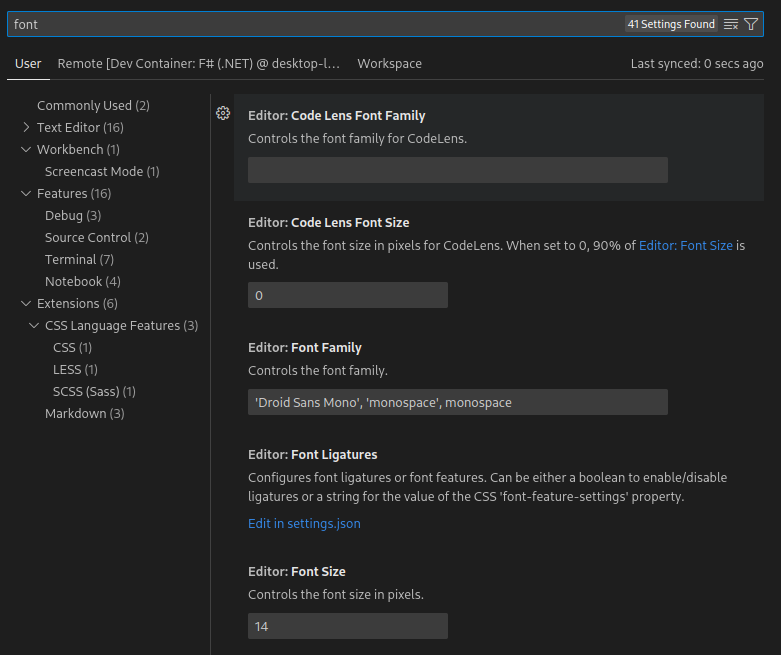 font
41 Settings Found
User Remote [Dev Container: F# (.NET) @ desktop-l... Workspace Last synced: 0 secs ago
Commonly Used (2)
Text Editor (16)
Workbench (1)
Screencast Mode (1)
Features (16)
Debug (3)
Source Control (2)
Terminal (7)
Notebook (4)
Extensions (6)
CSS Language Features (3)
CSS (1)
LESS (1)
SCSS (Sass) (1)
Markdown (3)
Editor: Code Lens Font Family
Controls the font family for CodeLens.
Editor: Code Lens Font Size
Controls the font size in pixels for CodeLens. When set to 0, 90% of Editor: Font Size is
used.
0
Editor: Font Family
Controls the font family.
'Droid Sans Mono', 'monospace', monospace
Editor: Font Ligatures
Configures font ligatures or font features. Can be either a boolean to enable/disable
ligatures or a string for the value of the CSS 'font-feature-settings' property.
Edit in settings.json
Editor: Font Size
Controls the font size in pixels.
14